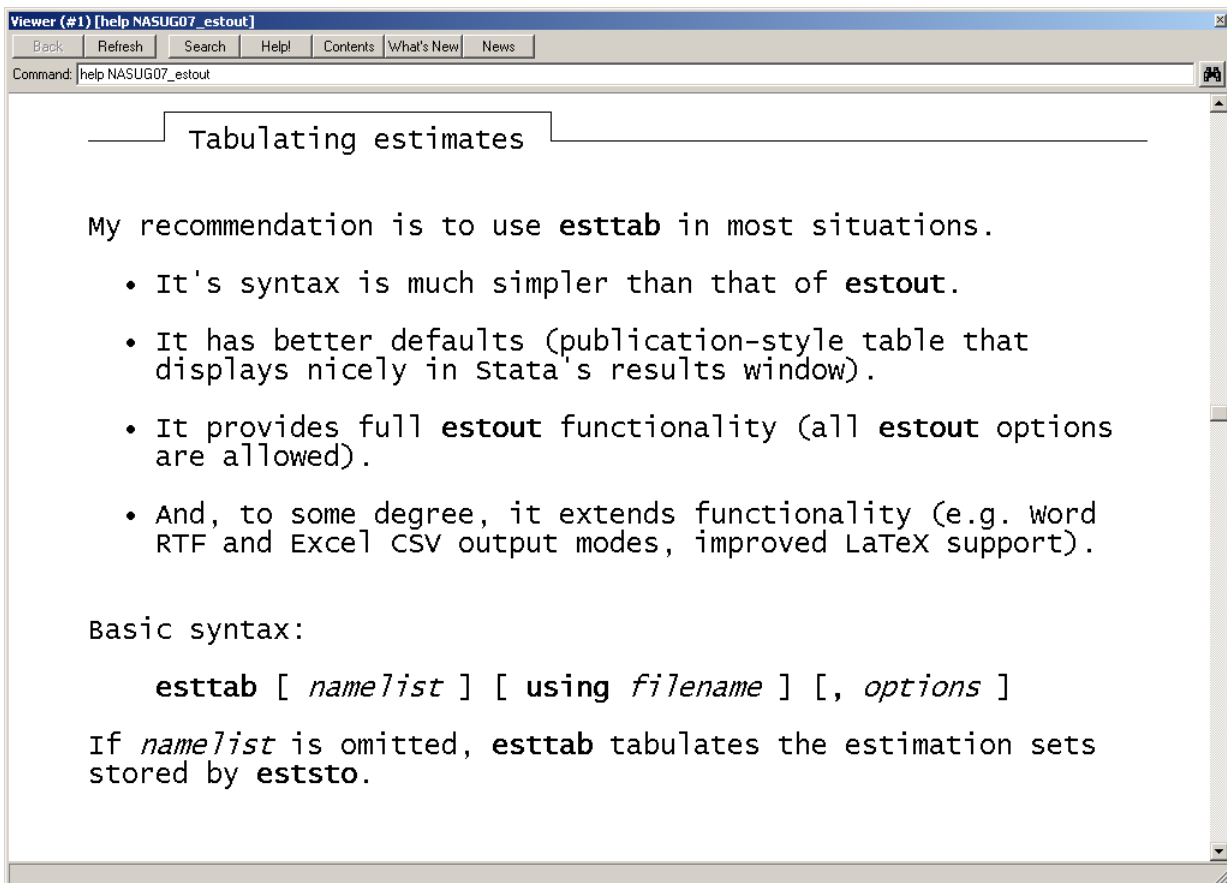 Viewer (#1) [help NASUG07_estout]
Back Refresh Search Help! Contents What's New News
Command: help NASUG07_estout
Tabulating estimates
My recommendation is to use esttab in most situations.
• It's syntax is much simpler than that of estout.
• It has better defaults (publication-style table that
displays nicely in Stata's results window).
• It provides full estout functionality (all estout options
are allowed).
• And, to some degree, it extends functionality (e.g. Word
RTF and Excel CSV output modes, improved LaTeX support).
Basic syntax:
esttab [ namelist ] [ using filename ] [, options ]
If namelist is omitted, esttab tabulates the estimation sets
stored by eststo.